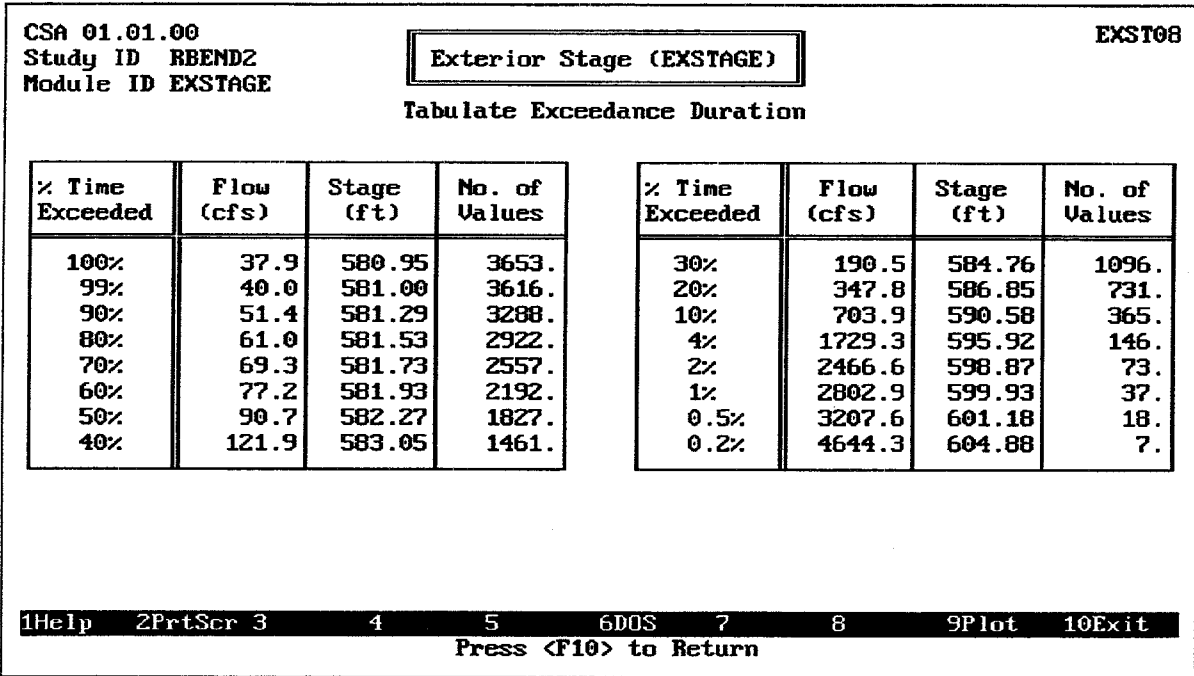 CSA 01.01.00 EXST08
Study ID RBEND2 Exterior Stage (EXSTAGE)
Module ID EXSTAGE
Tabulate Exceedance Duration
% Time Flow Stage No. of % Time Flow Stage No. of
Exceeded (cfs) (ft) Values Exceeded (cfs) (ft) Values
100% 37.9 580.95 3653. 30% 190.5 584.76 1096.
99% 40.0 581.00 3616. 20% 347.8 586.85 731.
90% 51.4 581.29 3288. 10% 703.9 590.58 365.
80% 61.0 581.53 2922. 4% 1729.3 595.92 146.
70% 69.3 581.73 2557. 2% 2466.6 598.87 73.
60% 77.2 581.93 2192. 1% 2802.9 599.93 37.
50% 90.7 582.27 1827. 0.5% 3207.6 601.18 18.
40% 121.9 583.05 1461. 0.2% 4644.3 604.88 7.
1Help 2PrtScr 3 4 5 6DOS 7 8 9Plot 10Exit
Press <F10> to Return